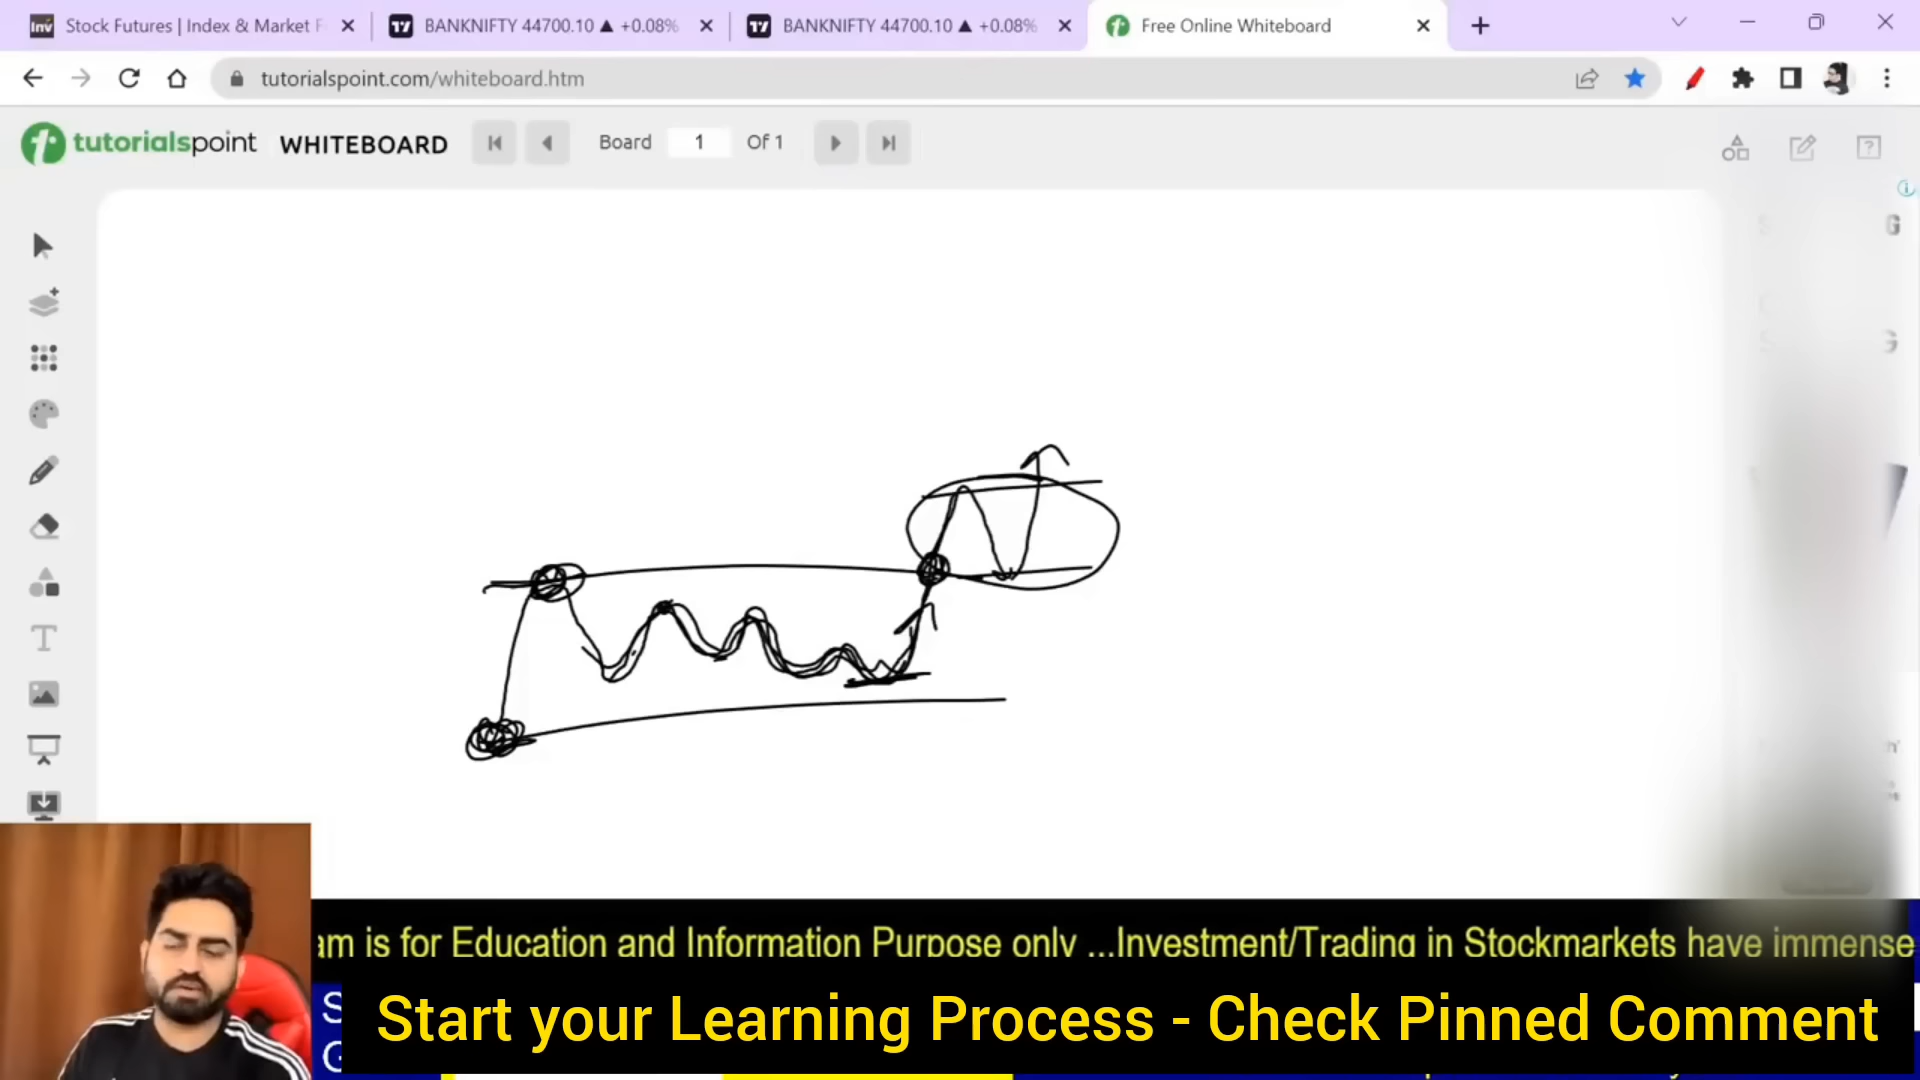 Stock Futures | Index & Market F
BANKNIFTY 44700.10 ▲ +0.08%
BANKNIFTY 44700.10 ▲ +0.08%
Free Online Whiteboard
tutorialspoint.com/whiteboard.htm
tutorialspoint WHITEBOARD Board 1 Of 1
am is for Education and Information Purpose only ...Investment/Trading in Stockmarkets have immense
Start your Learning Process - Check Pinned Comment